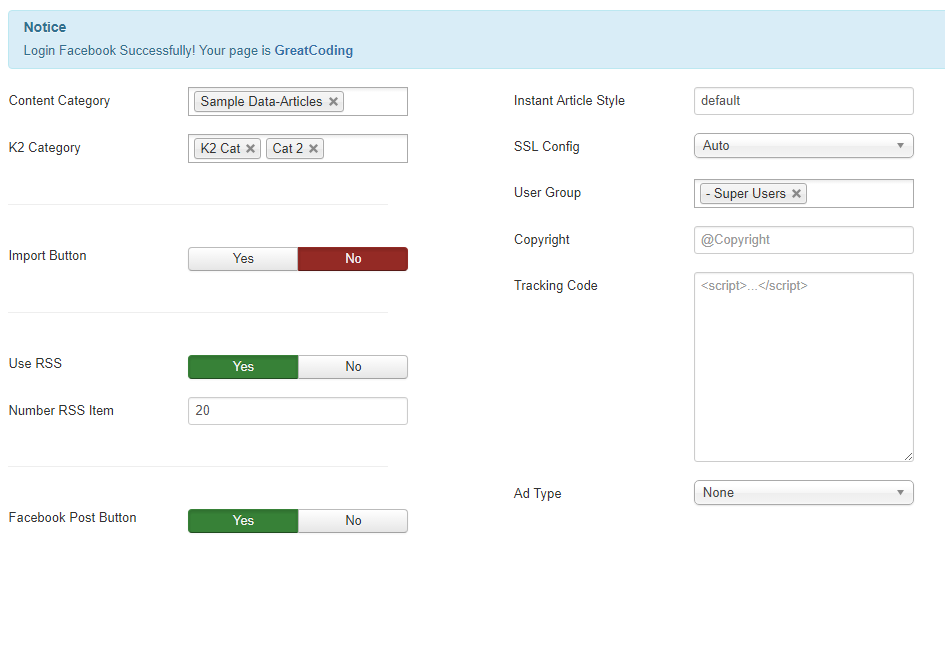 Notice
Login Facebook Successfully! Your page is GreatCoding
Content Category
Sample Data-Articles ×
K2 Category
K2 Cat × Cat 2 ×
Import Button
Yes No
Use RSS
Yes No
Number RSS Item
20
Facebook Post Button
Yes No
Instant Article Style
default
SSL Config
Auto
User Group
- Super Users ×
Copyright
@Copyright
Tracking Code
<script>...</script>
Ad Type
None